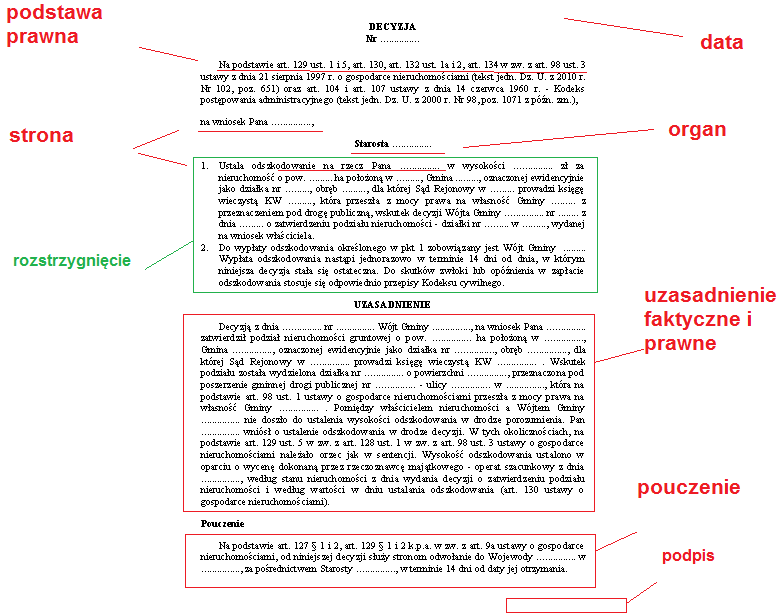 podstawa
prawna
DECYZJA
Nr ..............
data
Na podstawie art. 129 ust. 1 i 5, art. 130, art. 132 ust. 1a i 2, art. 134 w zw. z art. 98 ust. 3
ustawy z dnia 21 sierpnia 1997 r. o gospodarce nieruchomościami (tekst jedn. Dz. U. z 2010 r.
Nr 102, poz. 651) oraz art. 104 i art. 107 ustawy z dnia 14 czerwca 1960 r. - Kodeks
postępowania administracyjnego (tekst jedn. Dz. U. z 2000 r. Nr 98, poz. 1071 z późn. zm.),
strona
na wniosek Pana ..............,
organ
Starosta ..............
1. Ustala odszkodowanie na rzecz Pana .............. w wysokości .............. zł za
nieruchomość o pow. ........ ha położoną w ........., Gmina ........, oznaczonej ewidencyjnie
jako działka nr ........, obręb ........, dla której Sąd Rejonowy w ........ prowadzi księgę
wieczystą KW ........, która przeszła z mocy prawa na własność Gminy ........ z
przeznaczeniem pod drogę publiczną, wskutek decyzji Wójta Gminy .............. nr ........ z
dnia ........ o zatwierdzeniu podziału nieruchomości - działki nr ........ w ........, wydanej
na wniosek właściciela.
2. Do wypłaty odszkodowania określonego w pkt 1 zobowiązany jest Wójt Gminy ........
Wypłata odszkodowania nastąpi jednorazowo w terminie 14 dni od dnia, w którym
niniejsza decyzja stała się ostateczna. Do skutków zwłoki lub opóźnienia w zapłacie
odszkodowania stosuje się odpowiednio przepisy Kodeksu cywilnego.
rozstrzygnięcie
UZASADNIENIE
uzasadnienie
faktyczne i
prawne
Decyzją z dnia .............. nr .............. Wójt Gminy .............., na wniosek Pana ..............
zatwierdził podział nieruchomości gruntowej o pow. .............. ha położoną w ..............,
Gmina .............., oznaczonej ewidencyjnie jako działka nr .............., obręb .............., dla
której Sąd Rejonowy w .............. prowadzi księgę wieczystą KW .............. . Wskutek
podziału została wydzielona działka nr .............. o powierzchni .............., przeznaczona pod
poszerzenie gminnej drogi publicznej nr .............. - ulicy .............. w .............., która na
podstawie art. 98 ust. 1 ustawy o gospodarce nieruchomościami przeszła z mocy prawa na
własność Gminy .............. . Pomiędzy właścicielem nieruchomości a Wójtem Gminy
.............. nie doszło do ustalenia wysokości odszkodowania w drodze porozumienia. Pan
.............. wniósł o ustalenie odszkodowania w drodze decyzji. W tych okolicznościach, na
podstawie art. 129 ust. 5 w zw. z art. 128 ust. 1 w zw. z art. 98 ust. 3 ustawy o gospodarce
nieruchomościami należało orzec jak w sentencji. Wysokość odszkodowania ustalono w
oparciu o wycenę dokonaną przez rzeczoznawcę majątkowego - operat szacunkowy z dnia
.............., według stanu nieruchomości z dnia wydania decyzji o zatwierdzeniu podziału
nieruchomości i według wartości w dniu ustalania odszkodowania (art. 130 ustawy o
gospodarce nieruchomościami).
pouczenie
Pouczenie
Na podstawie art. 127 § 1 i 2, art. 129 § 1 i 2 k.p.a. w zw. z art. 9a ustawy o gospodarce
nieruchomościami, od niniejszej decyzji służy stronom odwołanie do Wojewody .............. w
.............., za pośrednictwem Starosty .............., w terminie 14 dni od daty jej otrzymania.
podpis